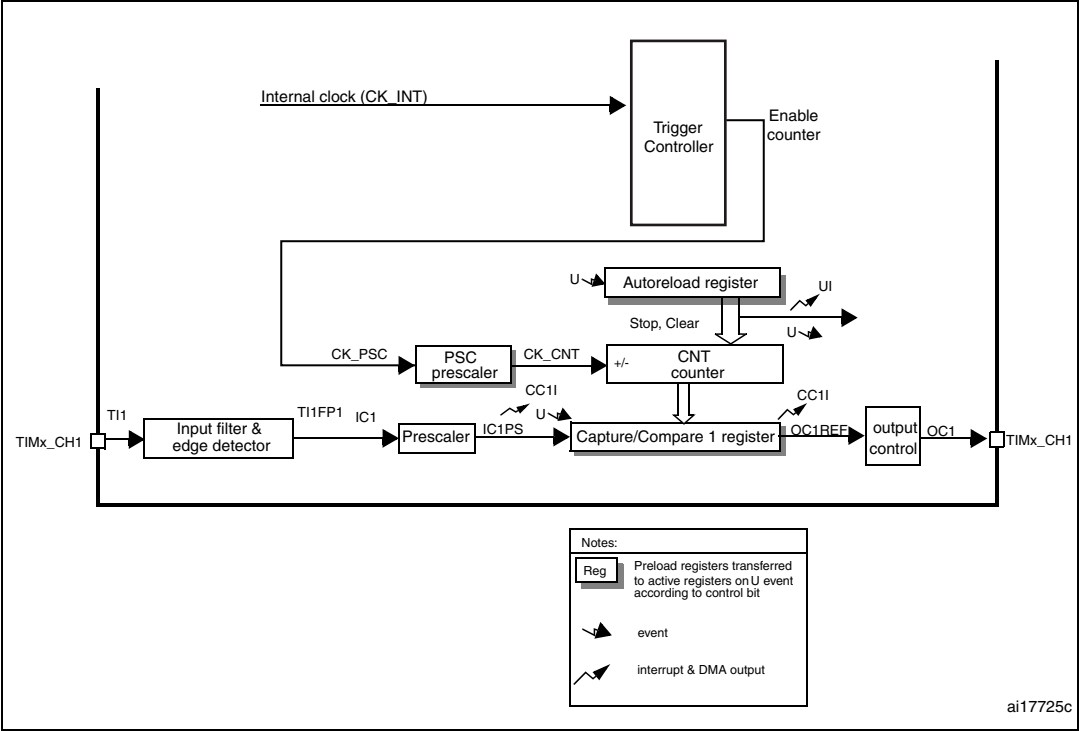 Internal clock (CK_INT)
Trigger
Controller
Enable
counter
U
Autoreload register
UI
Stop, Clear
U
CK_PSC
PSC
prescaler
CK_CNT
+/-
CNT
counter
CC1I
CC1I
U
TI1
TI1FP1
IC1
IC1PS
OC1REF
OC1
TIMx_CH1
Input filter &
edge detector
Prescaler
Capture/Compare 1 register
output
control
TIMx_CH1
Notes:
Reg
Preload registers transferred
to active registers on U event
according to control bit
event
interrupt & DMA output
ai17725c